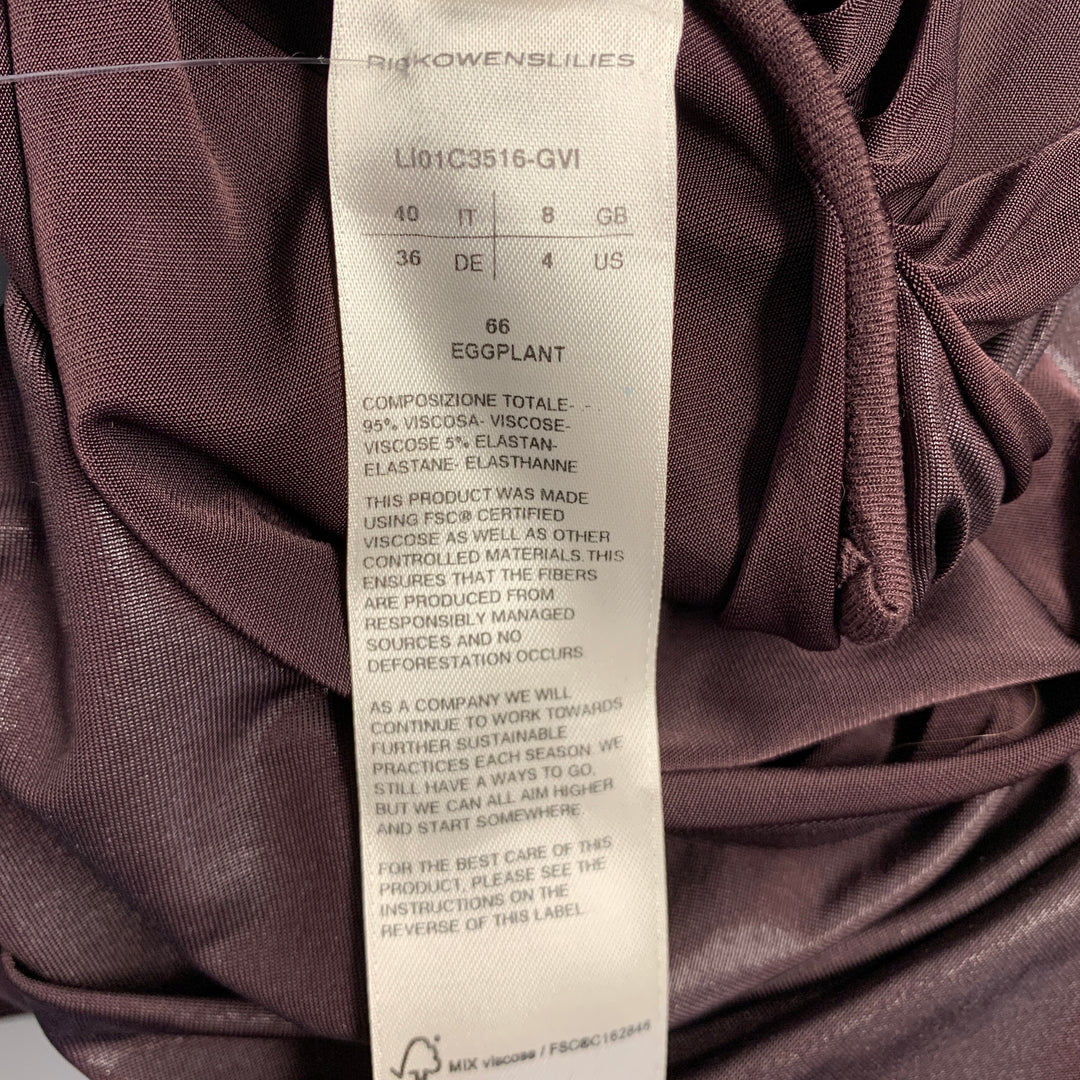 RICKOWENSLILIES
LI01C3516-GVI
40 IT 8 GB
36 DE 4 US
66
EGGPLANT
COMPOSIZIONE TOTALE- - -
95% VISCOSA- VISCOSE-
VISCOSE 5% ELASTAN-
ELASTANE- ELASTHANNE
THIS PRODUCT WAS MADE
USING FSC® CERTIFIED
VISCOSE AS WELL AS OTHER
CONTROLLED MATERIALS. THIS
ENSURES THAT THE FIBERS
ARE PRODUCED FROM
RESPONSIBLY MANAGED
SOURCES AND NO
DEFORESTATION OCCURS
AS A COMPANY WE WILL
CONTINUE TO WORK TOWARDS
FURTHER SUSTAINABLE
PRACTICES EACH SEASON. WE
STILL HAVE A WAYS TO GO,
BUT WE CAN ALL AIM HIGHER
AND START SOMEWHERE.
FOR THE BEST CARE OF THIS
PRODUCT, PLEASE SEE THE
INSTRUCTIONS ON THE
REVERSE OF THIS LABEL.
MIX viscose / FSC®C162846